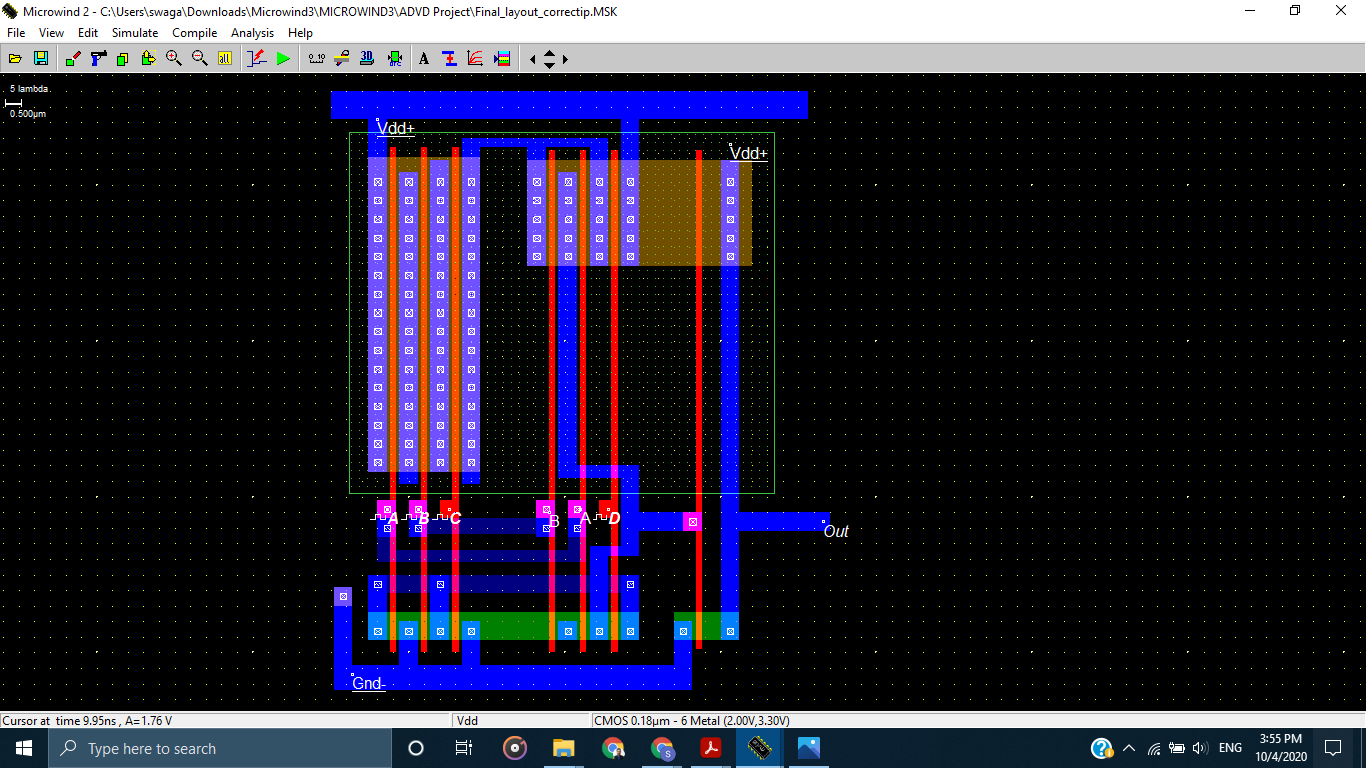 Microwind 2 - C:\Users\swaga\Downloads\Microwind3\MICROWIND3\ADVD Project\Final_layout_correctip.MSK
File View Edit Simulate Compile Analysis Help
5 lambda
0.500µm
Vdd+
Vdd+
A B C B A D
Out
Gnd-
Cursor at time 9.95ns , A=1.76 V Vdd CMOS 0.18µm - 6 Metal (2.00V,3.30V)
Type here to search
ENG
3:55 PM
10/4/2020